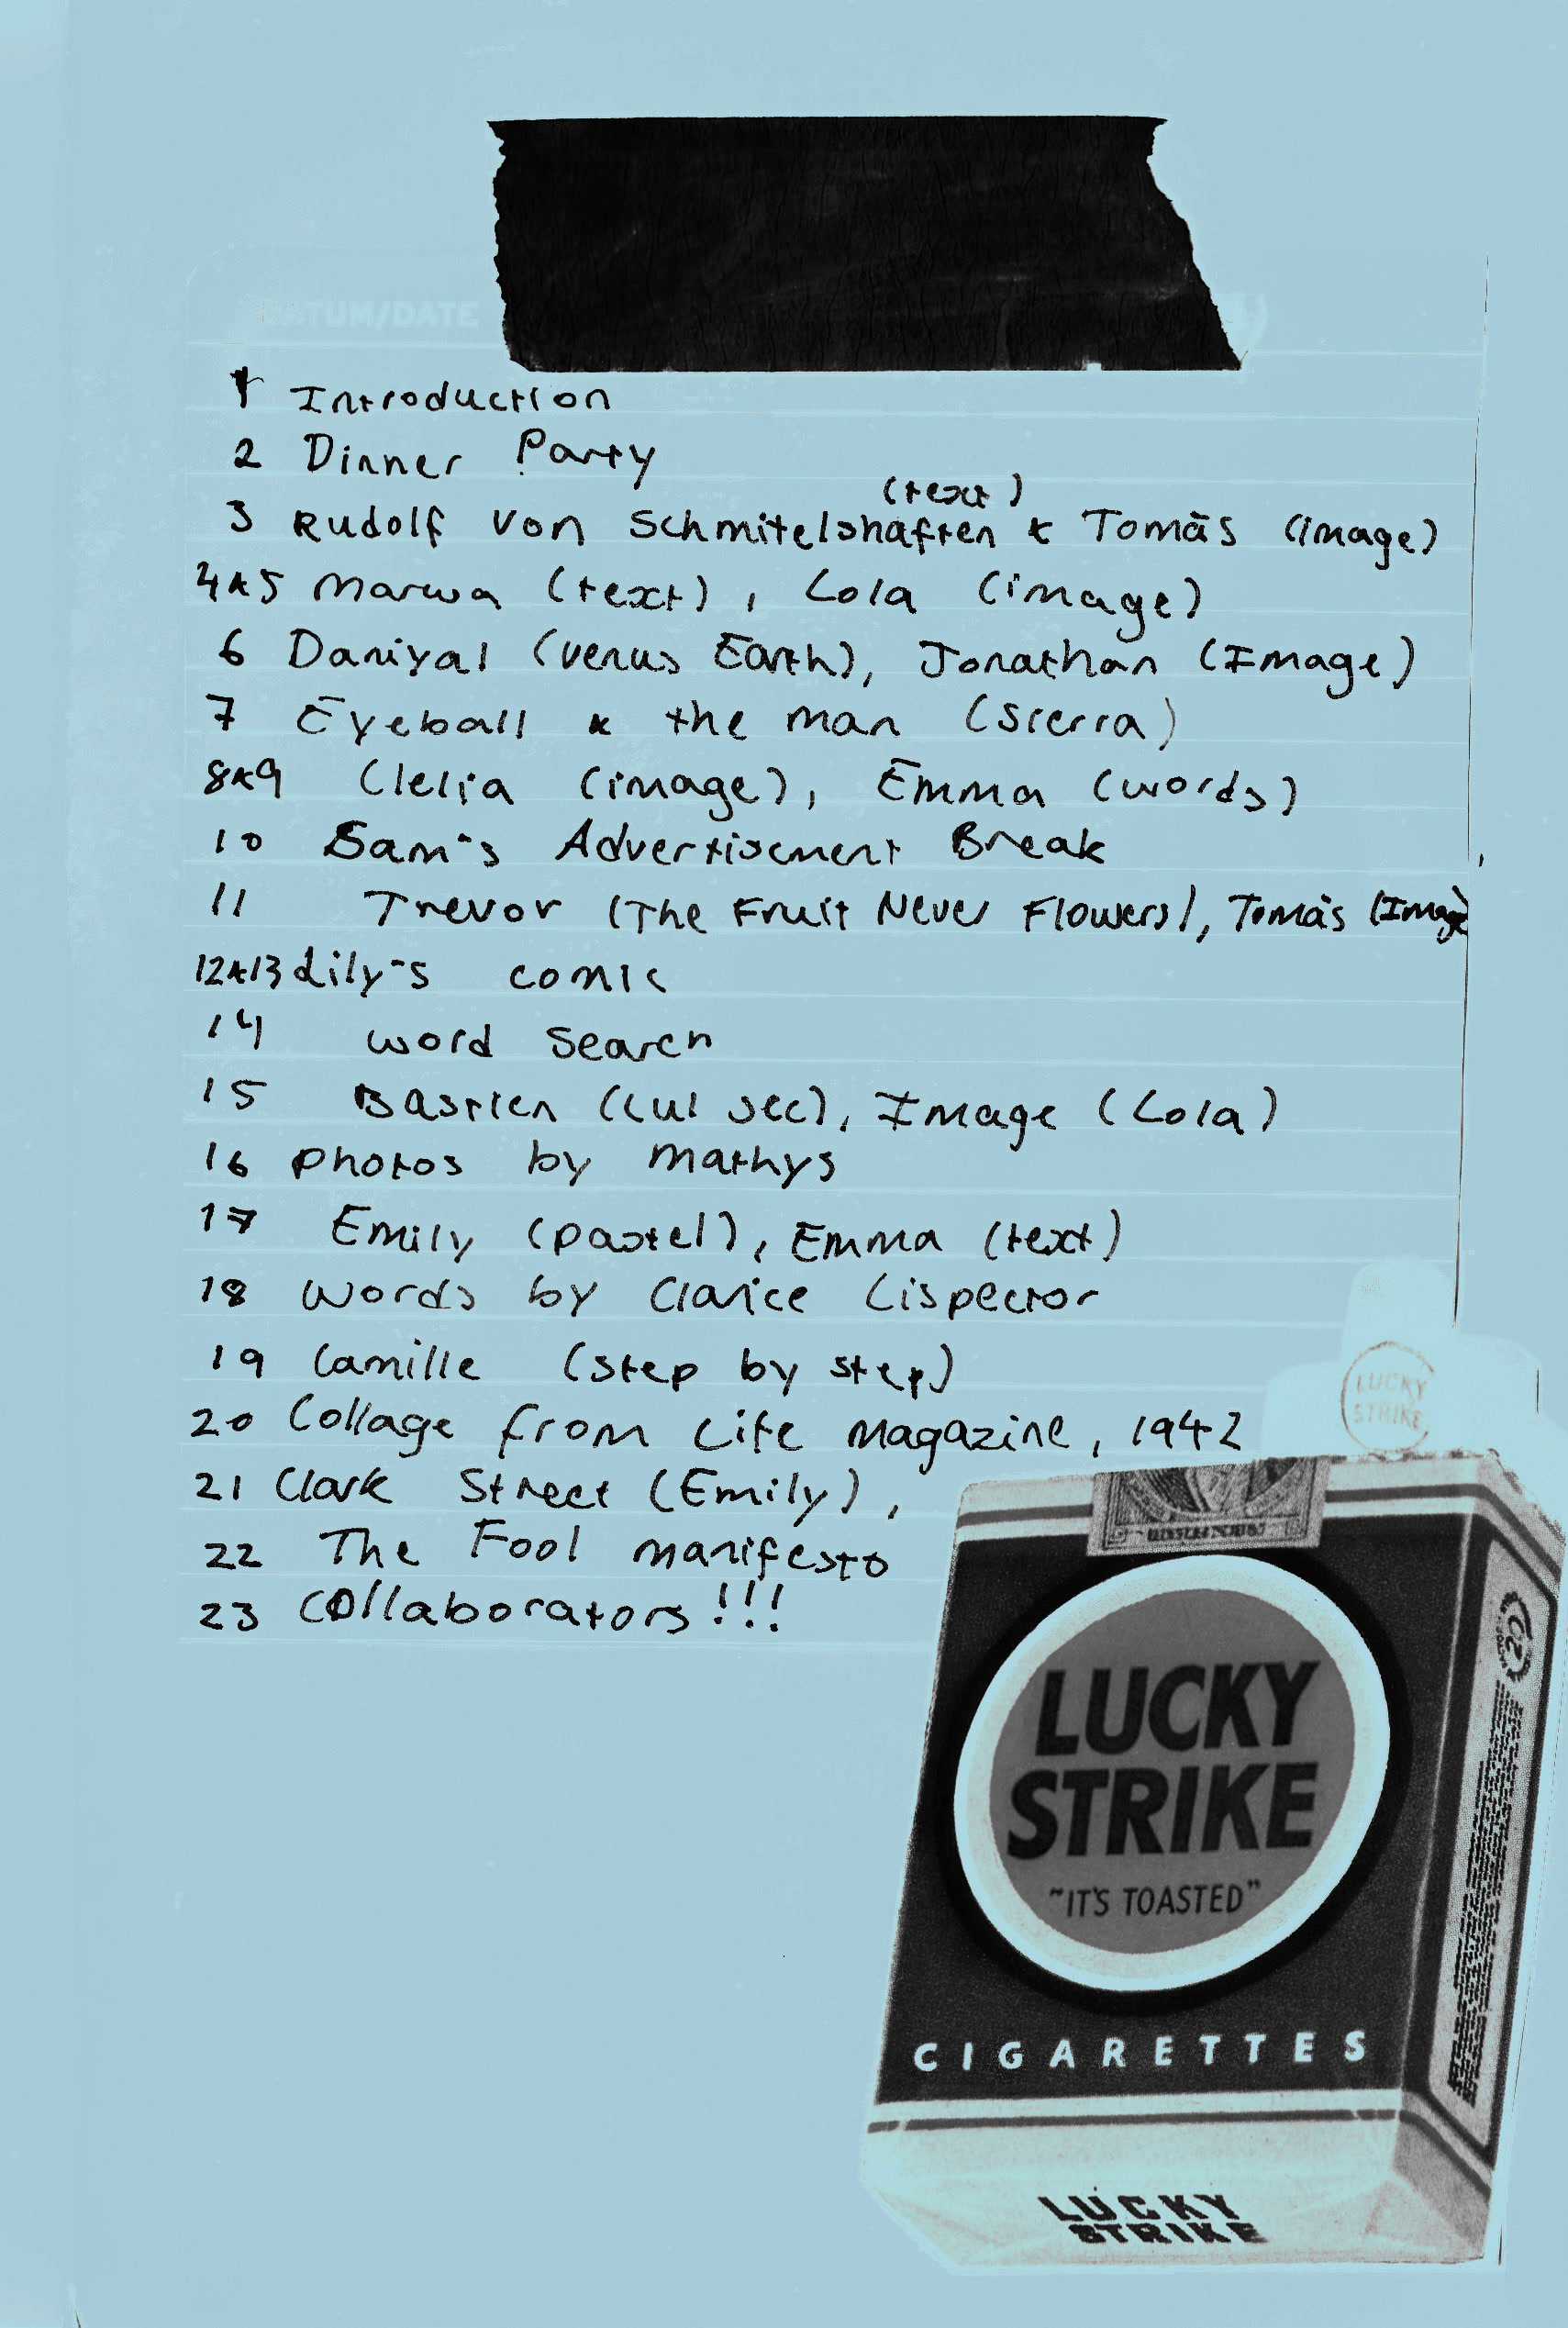 DATUM/DATE
1 Introduction
2 Dinner Party
(text)
3 Rudolf von Schmitelshaften & Tomás (image)
4&5 Marwa (text), Lola (image)
6 Daniyal (Venus Earth), Jonathan (Image)
7 Eyeball & the man (Sierra)
8&9 Clelia (image), Emma (words)
10 Sam's Advertisement Break
11 Trevor (The Fruit Never Flowers), Tomás (Image)
12&13 Lily's comic
14 word search
15 Bastien (cul sec), Image (Lola)
16 photos by Mathys
17 Emily (pastel), Emma (text)
18 words by Clarice Lispector
19 Camille (step by step)
20 Collage from Life Magazine, 1942
21 Clark Street (Emily),
22 The Fool manifesto
23 Collaborators!!!
LUCKY
STRIKE
LUCKY
STRIKE
"IT'S TOASTED"
CIGARETTES
LUCKY
STRIKE